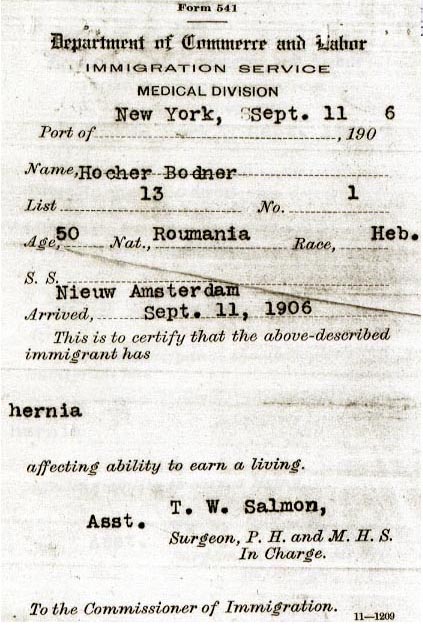 Form 541
Department of Commerce and Labor
IMMIGRATION SERVICE
MEDICAL DIVISION
New York, Sept. 11 6
Port of , 190
Name, Hocher Bodner
13 1
List No.
Age, 50 Nat., Roumania Race, Heb.
S. S.
Nieuw Amsterdam
Arrived, Sept. 11, 1906
This is to certify that the above-described
immigrant has
hernia
affecting ability to earn a living.
T. W. Salmon,
Asst.
Surgeon, P. H. and M. H. S.
In Charge.
To the Commissioner of Immigration.
11—1209